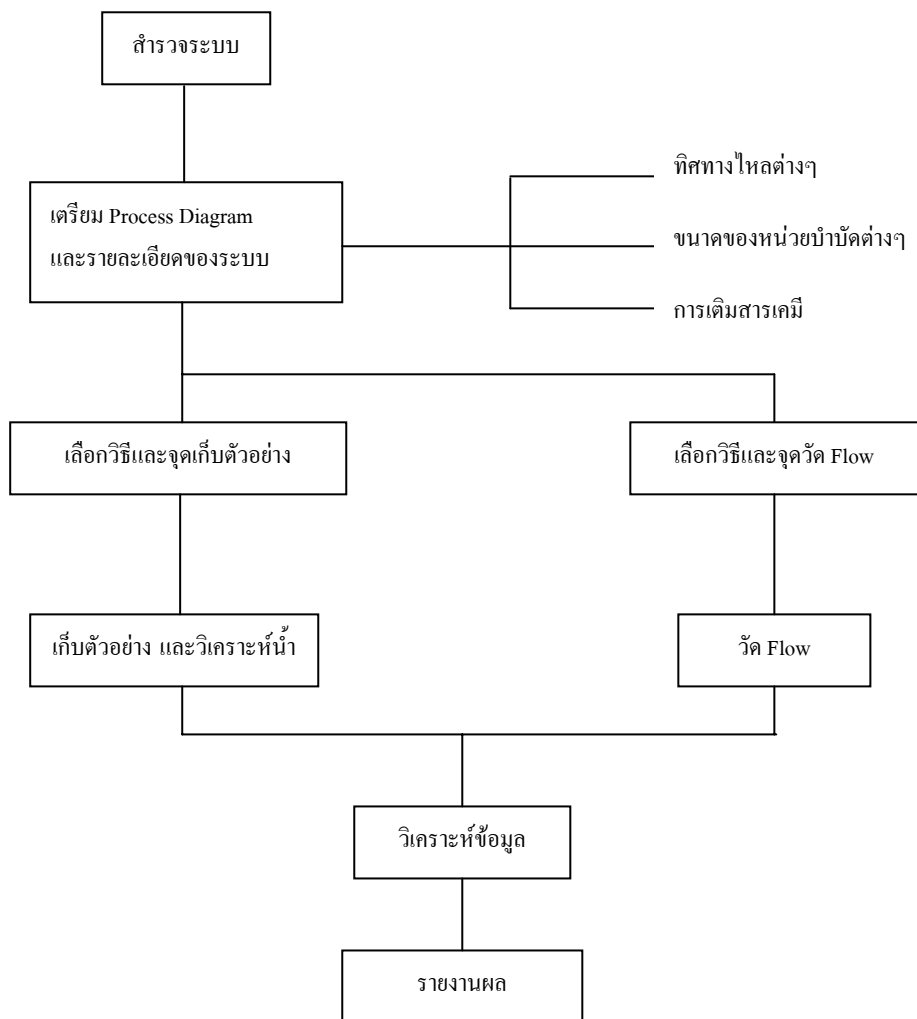 สำรวจระบบ
เตรียม Process Diagram
และรายละเอียดของระบบ
ทิศทางไหลต่างๆ
ขนาดของหน่วยบำบัดต่างๆ
การเติมสารเคมี
เลือกวิธีและจุดเก็บตัวอย่าง
เลือกวิธีและจุดวัด Flow
เก็บตัวอย่าง และวิเคราะห์น้ำ
วัด Flow
วิเคราะห์ข้อมูล
รายงานผล